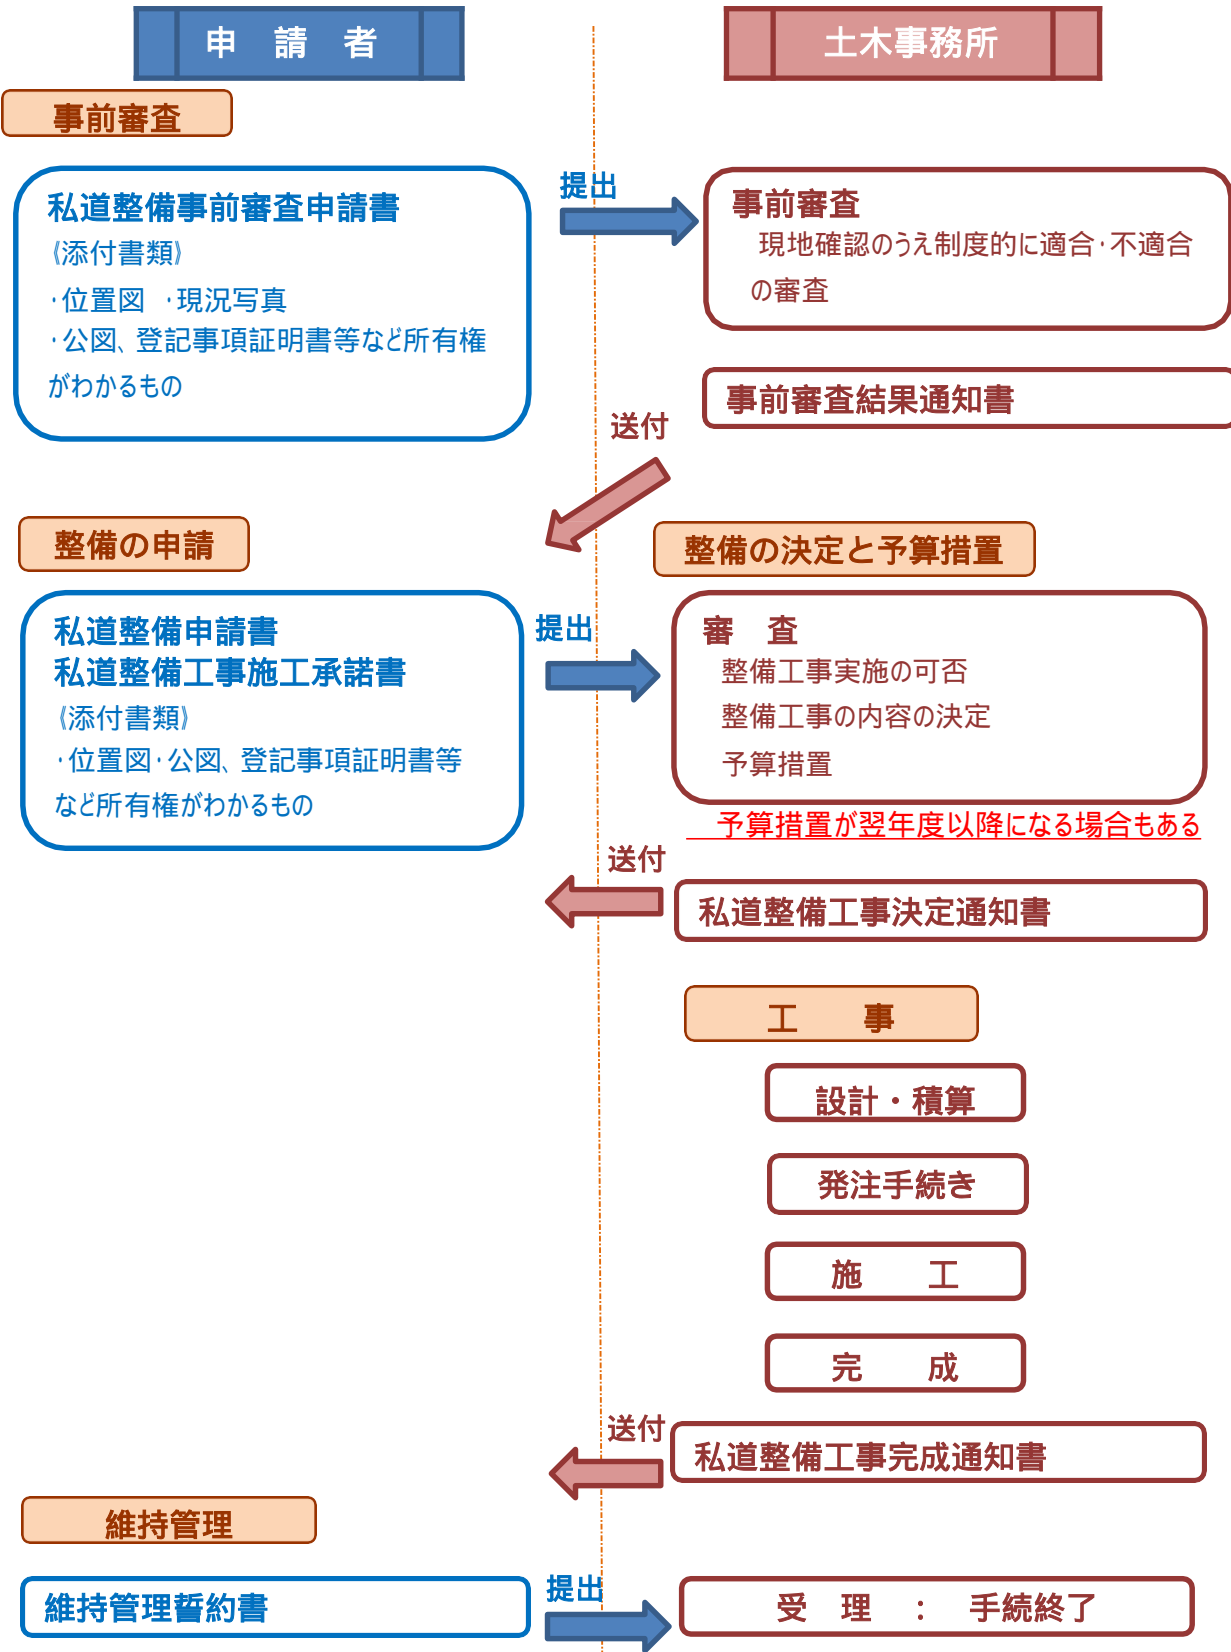 申　請　者
土木事務所
事前審査
私道整備事前審査申請書
《添付書類》
・位置図　・現況写真
・公図、登記事項証明書等など所有権
がわかるもの
提出
事前審査
現地確認のうえ制度的に適合・不適合
の審査
事前審査結果通知書
送付
整備の申請
整備の決定と予算措置
私道整備申請書
私道整備工事施工承諾書
《添付書類》
・位置図・公図、登記事項証明書等
など所有権がわかるもの
提出
審　査
整備工事実施の可否
整備工事の内容の決定
予算措置
予算措置が翌年度以降になる場合もある
送付
私道整備工事決定通知書
工　　事
設計・積算
発注手続き
施　　工
完　　成
送付
私道整備工事完成通知書
維持管理
維持管理誓約書
提出
受　理　：　手続終了